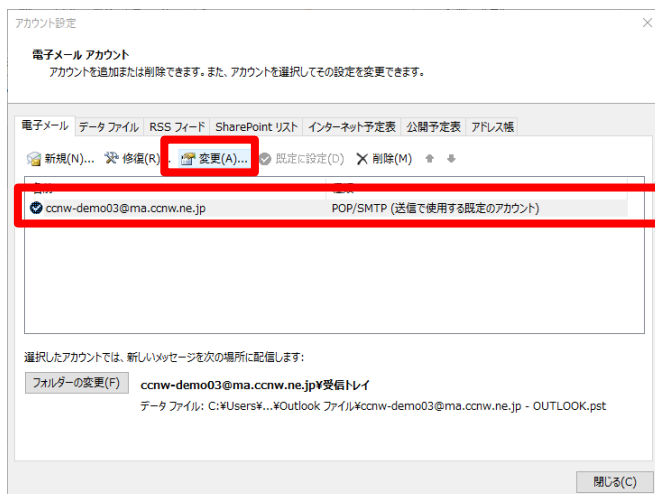 アカウント設定
電子メール アカウント
アカウントを追加または削除できます。また、アカウントを選択してその設定を変更できます。
電子メール データ ファイル RSS フィード SharePoint リスト インターネット予定表 公開予定表 アドレス帳
新規(N)... 修復(R)... 変更(A)... 既定に設定(D) 削除(M)
ccnw-demo03@ma.ccnw.ne.jp POP/SMTP (送信で使用する既定のアカウント)
選択したアカウントでは、新しいメッセージを次の場所に配信します:
フォルダーの変更(F) ccnw-demo03@ma.ccnw.ne.jp¥受信トレイ
データ ファイル: C:¥Users¥...¥Outlook ファイル¥ccnw-demo03@ma.ccnw.ne.jp - OUTLOOK.pst
閉じる(C)